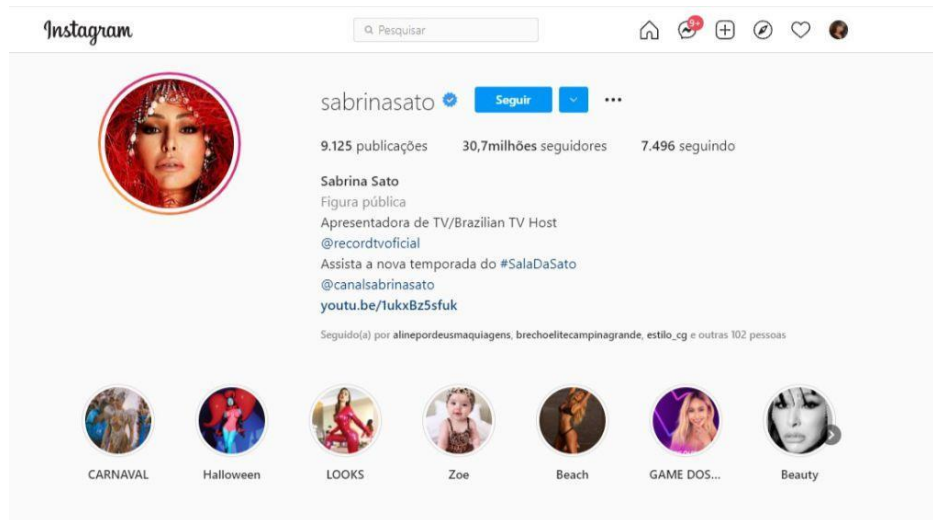 Instagram
Pesquisar
9+
sabrinasato
Seguir
9.125 publicações 30,7milhões seguidores 7.496 seguindo
Sabrina Sato
Figura pública
Apresentadora de TV/Brazilian TV Host
@recordtvoficial
Assista a nova temporada do #SalaDaSato
@canalsabrinasato
youtu.be/1ukxBz5sfuk
Seguido(a) por alinepordeusmaquiagens, brechoelitecampinagrande, estilo_cg e outras 102 pessoas
CARNAVAL Halloween LOOKS Zoe Beach GAME DOS... Beauty